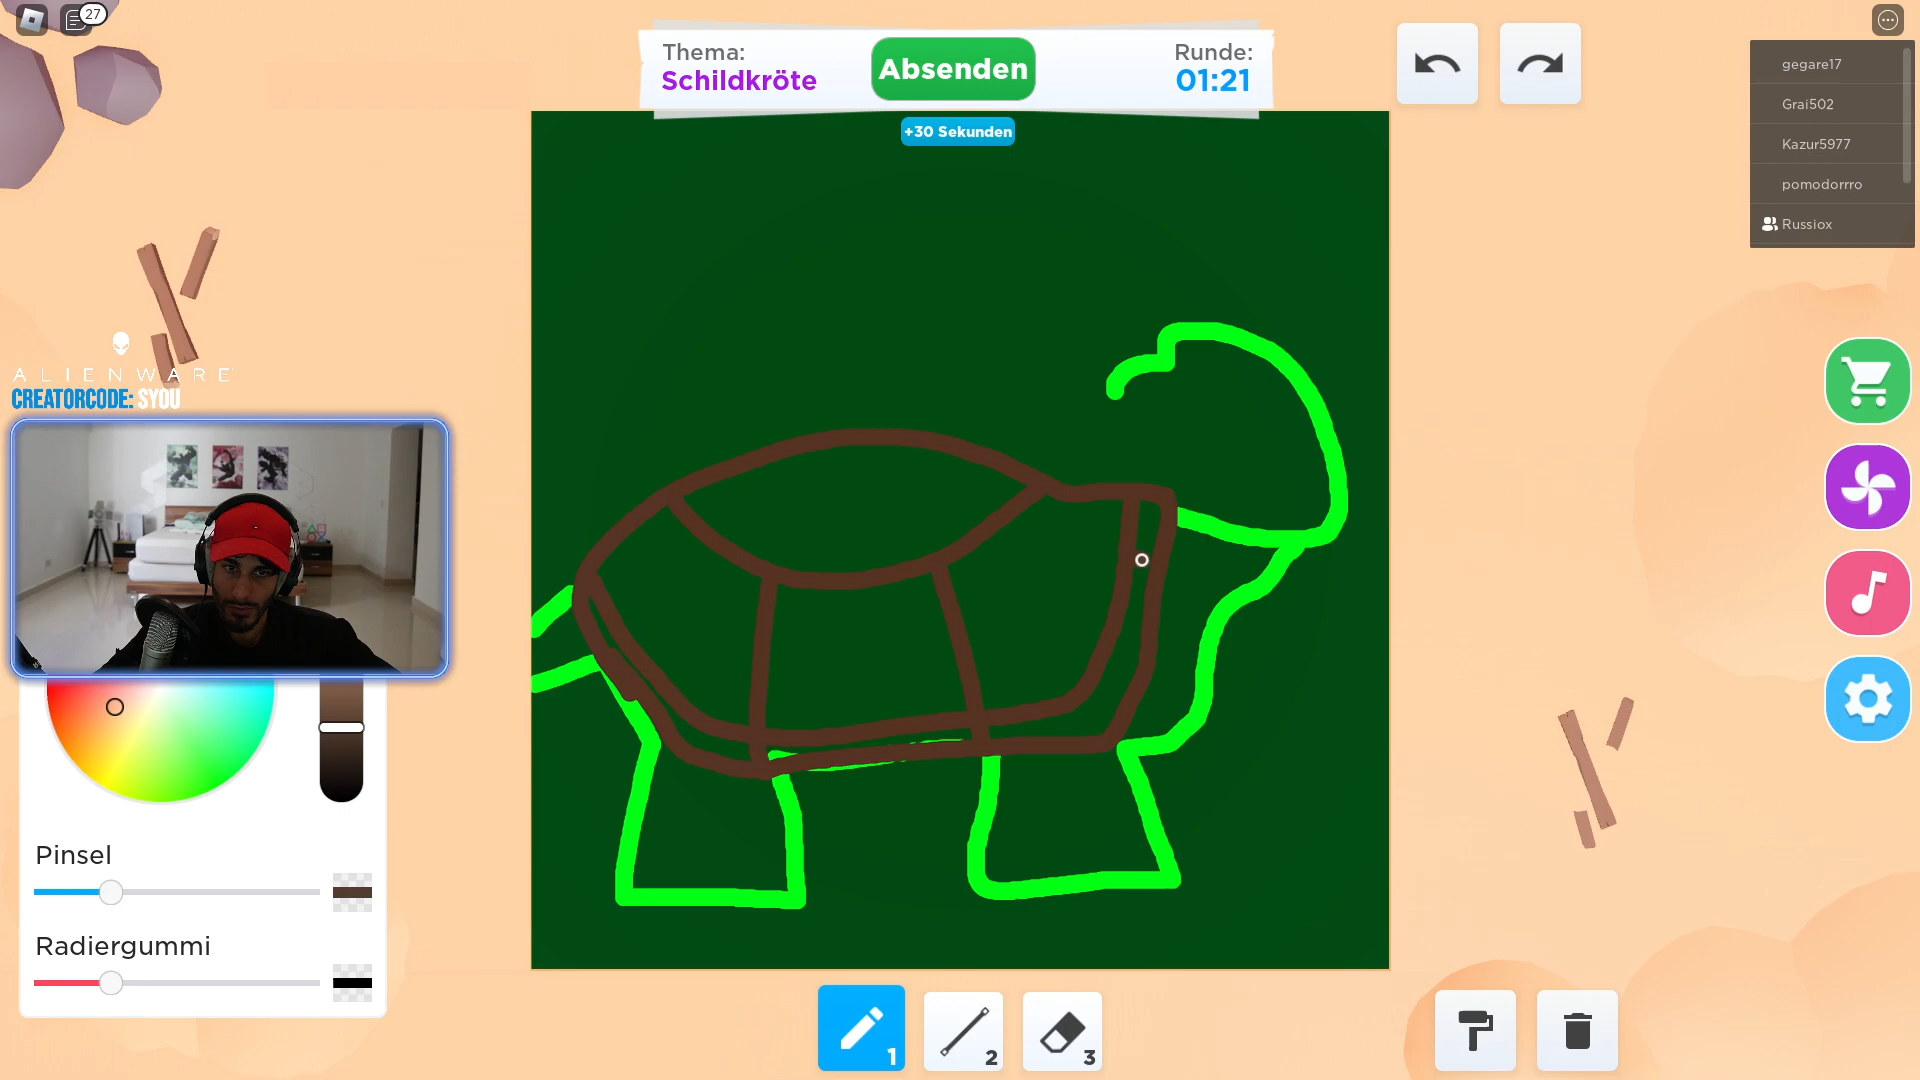 27
Thema:
Schildkröte
Absenden
Runde:
01:21
+30 Sekunden
gegare17
Grai502
Kazur5977
pomodorrro
Russiox
ALIENWARE
CREATORCODE: SYOU
Pinsel
Radiergummi
1
2
3